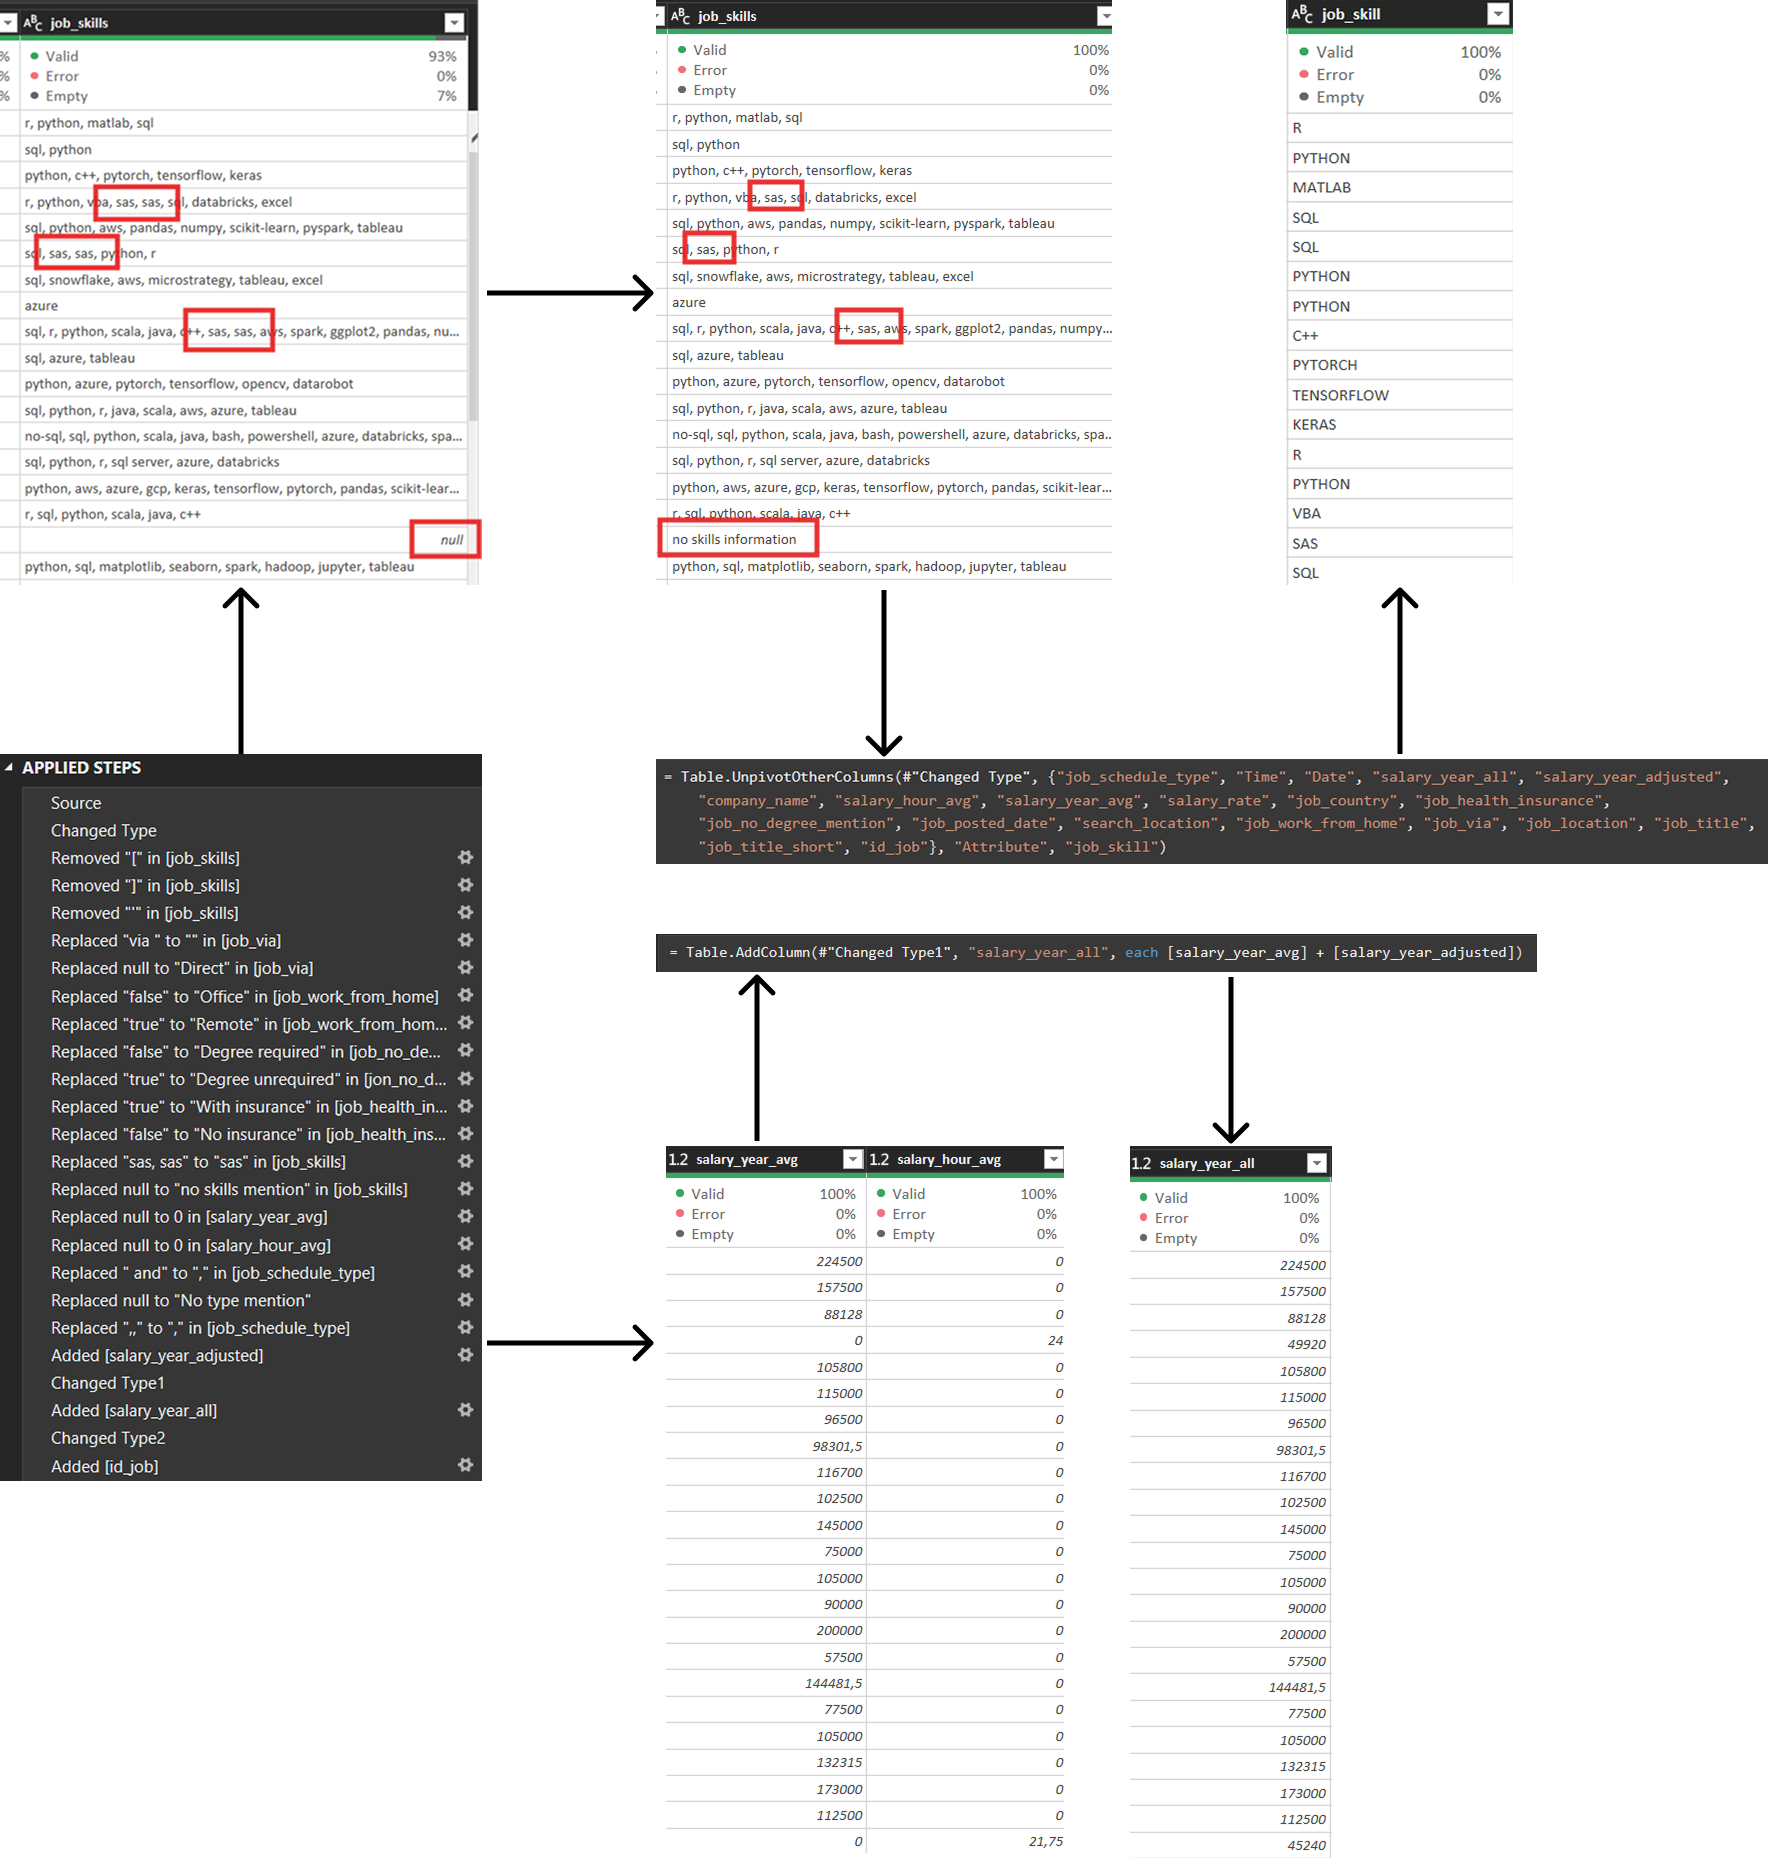 job_skills
% Valid 93%
% Error 0%
% Empty 7%
r, python, matlab, sql
sql, python
python, c++, pytorch, tensorflow, keras
r, python, vba, sas, sas, sql, databricks, excel
sql, python, aws, pandas, numpy, scikit-learn, pyspark, tableau
sql, sas, sas, python, r
sql, snowflake, aws, microstrategy, tableau, excel
azure
sql, r, python, scala, java, c++, sas, sas, aws, spark, ggplot2, pandas, nu...
sql, azure, tableau
python, azure, pytorch, tensorflow, opencv, datarobot
sql, python, r, java, scala, aws, azure, tableau
no-sql, sql, python, scala, java, bash, powershell, azure, databricks, spa...
sql, python, r, sql server, azure, databricks
python, aws, azure, gcp, keras, tensorflow, pytorch, pandas, scikit-lear...
r, sql, python, scala, java, c++
null
python, sql, matplotlib, seaborn, spark, hadoop, jupyter, tableau
job_skills
Valid 100%
Error 0%
Empty 0%
r, python, matlab, sql
sql, python
python, c++, pytorch, tensorflow, keras
r, python, vba, sas, sql, databricks, excel
sql, python, aws, pandas, numpy, scikit-learn, pyspark, tableau
sql, sas, python, r
sql, snowflake, aws, microstrategy, tableau, excel
azure
sql, r, python, scala, java, c++, sas, aws, spark, ggplot2, pandas, numpy...
sql, azure, tableau
python, azure, pytorch, tensorflow, opencv, datarobot
sql, python, r, java, scala, aws, azure, tableau
no-sql, sql, python, scala, java, bash, powershell, azure, databricks, spa...
sql, python, r, sql server, azure, databricks
python, aws, azure, gcp, keras, tensorflow, pytorch, pandas, scikit-lear...
r, sql, python, scala, java, c++
no skills information
python, sql, matplotlib, seaborn, spark, hadoop, jupyter, tableau
job_skill
Valid 100%
Error 0%
Empty 0%
R
PYTHON
MATLAB
SQL
SQL
PYTHON
PYTHON
C++
PYTORCH
TENSORFLOW
KERAS
R
PYTHON
VBA
SAS
SQL
APPLIED STEPS
Source
Changed Type
Removed "[" in [job_skills]
Removed "]" in [job_skills]
Removed "'" in [job_skills]
Replaced "via " to "" in [job_via]
Replaced null to "Direct" in [job_via]
Replaced "false" to "Office" in [job_work_from_home]
Replaced "true" to "Remote" in [job_work_from_hom...
Replaced "false" to "Degree required" in [job_no_de...
Replaced "true" to "Degree unrequired" in [jon_no_d...
Replaced "true" to "With insurance" in [job_health_in...
Replaced "false" to "No insurance" in [job_health_ins...
Replaced "sas, sas" to "sas" in [job_skills]
Replaced null to "no skills mention" in [job_skills]
Replaced null to 0 in [salary_year_avg]
Replaced null to 0 in [salary_hour_avg]
Replaced " and" to "," in [job_schedule_type]
Replaced null to "No type mention"
Replaced ",," to "," in [job_schedule_type]
Added [salary_year_adjusted]
Changed Type1
Added [salary_year_all]
Changed Type2
Added [id_job]
= Table.UnpivotOtherColumns(#"Changed Type", {"job_schedule_type", "Time", "Date", "salary_year_all", "salary_year_adjusted",
"company_name", "salary_hour_avg", "salary_year_avg", "salary_rate", "job_country", "job_health_insurance",
"job_no_degree_mention", "job_posted_date", "search_location", "job_work_from_home", "job_via", "job_location", "job_title",
"job_title_short", "id_job"}, "Attribute", "job_skill")
= Table.AddColumn(#"Changed Type1", "salary_year_all", each [salary_year_avg] + [salary_year_adjusted])
1.2 salary_year_avg 1.2 salary_hour_avg
Valid 100% Valid 100%
Error 0% Error 0%
Empty 0% Empty 0%
224500 0
157500 0
88128 0
0 24
105800 0
115000 0
96500 0
98301,5 0
116700 0
102500 0
145000 0
75000 0
105000 0
90000 0
200000 0
57500 0
144481,5 0
77500 0
105000 0
132315 0
173000 0
112500 0
0 21,75
1.2 salary_year_all
Valid 100%
Error 0%
Empty 0%
224500
157500
88128
49920
105800
115000
96500
98301,5
116700
102500
145000
75000
105000
90000
200000
57500
144481,5
77500
105000
132315
173000
112500
45240